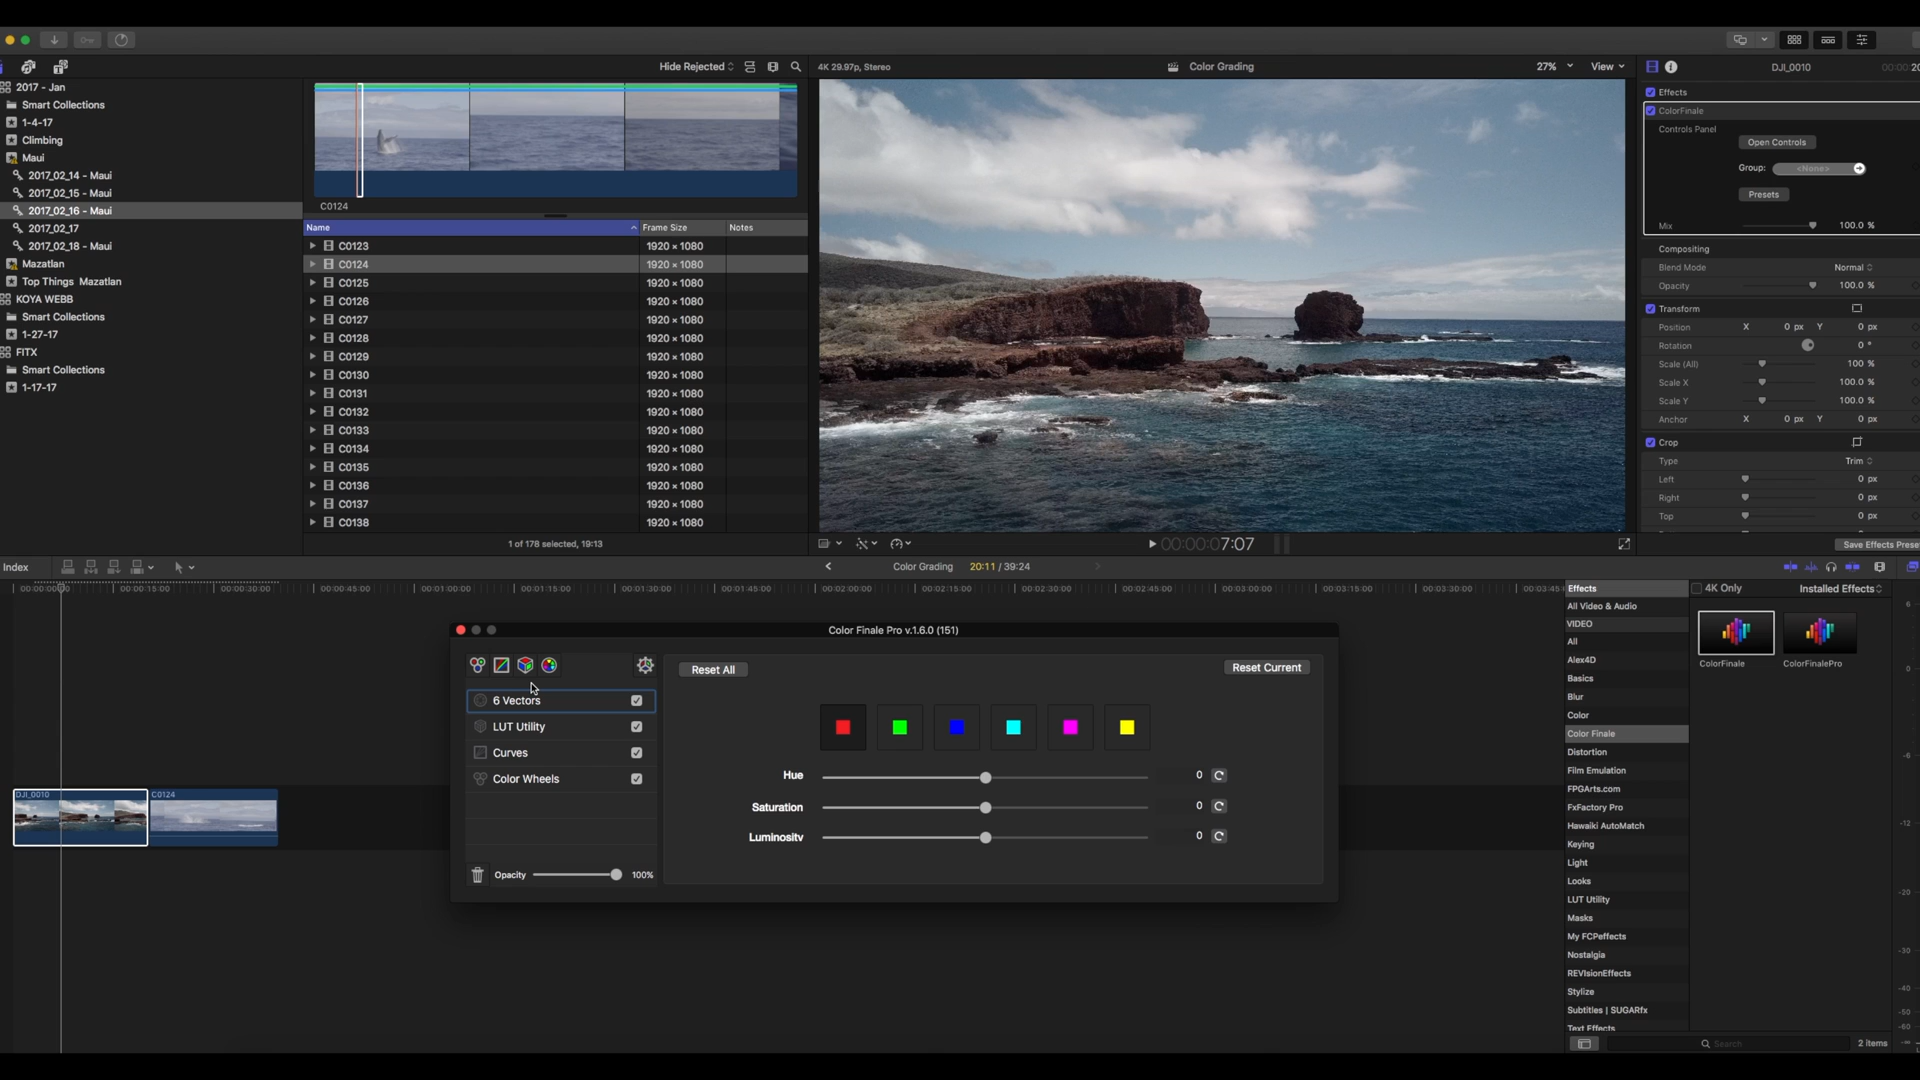 Hide Rejected
4K 29.97p, Stereo
Color Grading
27%
View
DJI_0010
2017 - Jan
Smart Collections
1-4-17
Climbing
Maui
2017_02_14 - Maui
2017_02_15 - Maui
2017_02_16 - Maui
2017_02_17
2017_02_18 - Maui
Mazatlan
Top Things Mazatlan
KOYA WEBB
Smart Collections
1-27-17
FITX
Smart Collections
1-17-17
C0124
Name Frame Size Notes
C0123 1920 × 1080
C0124 1920 × 1080
C0125 1920 × 1080
C0126 1920 × 1080
C0127 1920 × 1080
C0128 1920 × 1080
C0129 1920 × 1080
C0130 1920 × 1080
C0131 1920 × 1080
C0132 1920 × 1080
C0133 1920 × 1080
C0134 1920 × 1080
C0135 1920 × 1080
C0136 1920 × 1080
C0137 1920 × 1080
C0138 1920 × 1080
1 of 178 selected, 19:13
00:00:00:07:07
Effects
ColorFinale
Controls Panel
Open Controls
Group: <None>
Presets
Mix 100.0 %
Compositing
Blend Mode Normal
Opacity 100.0 %
Transform
Position X 0 px Y 0 px
Rotation 0 °
Scale (All) 100 %
Scale X 100.0 %
Scale Y 100.0 %
Anchor X 0 px Y 0 px
Crop
Type Trim
Left 0 px
Right 0 px
Top 0 px
Save Effects Prese
Index
Color Grading 20:11 / 39:24
00:00:15:00 00:00:30:00 00:00:45:00 00:01:00:00 00:01:15:00 00:01:30:00 00:01:45:00 00:02:00:00 00:02:15:00 00:02:30:00 00:02:45:00 00:03:00:00 00:03:15:00 00:03:30:00
DJI_0010
C0124
Color Finale Pro v.1.6.0 (151)
Reset All
Reset Current
6 Vectors
LUT Utility
Curves
Color Wheels
Opacity 100%
Hue 0
Saturation 0
Luminosity 0
Effects
All Video & Audio
VIDEO
All
Alex4D
Basics
Blur
Color
Color Finale
Distortion
Film Emulation
FPGArts.com
FxFactory Pro
Hawaiki AutoMatch
Keying
Light
Looks
LUT Utility
Masks
My FCPeffects
Nostalgia
REVisionEffects
Stylize
Subtitles | SUGARfx
Text Effects
4K Only
Installed Effects
ColorFinale
ColorFinalePro
Search
2 items
6
0
-6
-12
-20
-30
-40
-50
-60